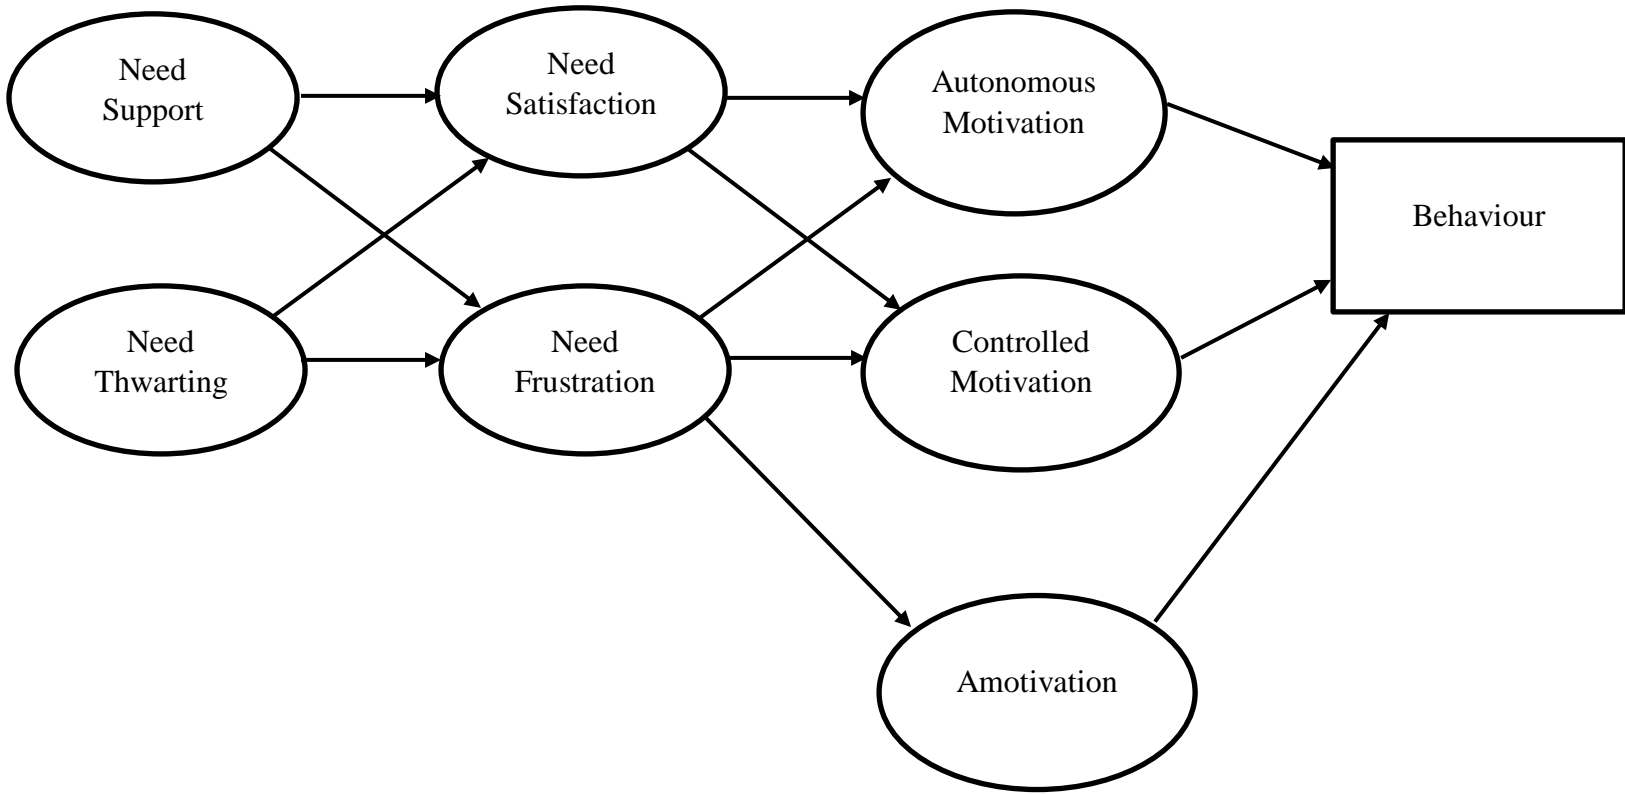 Need
Support
Need
Satisfaction
Autonomous
Motivation
Behaviour
Need
Thwarting
Need
Frustration
Controlled
Motivation
Amotivation